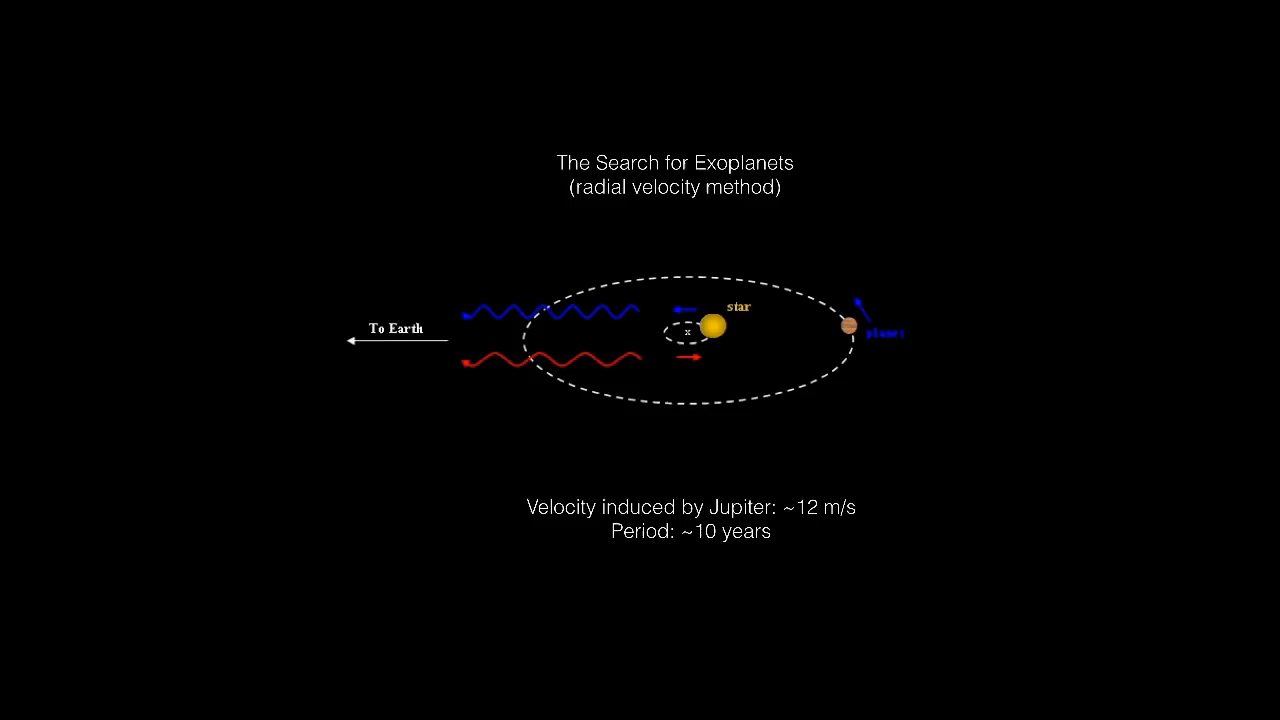 The Search for Exoplanets
(radial velocity method)
star
To Earth
x
planet
Velocity induced by Jupiter: ~12 m/s
Period: ~10 years